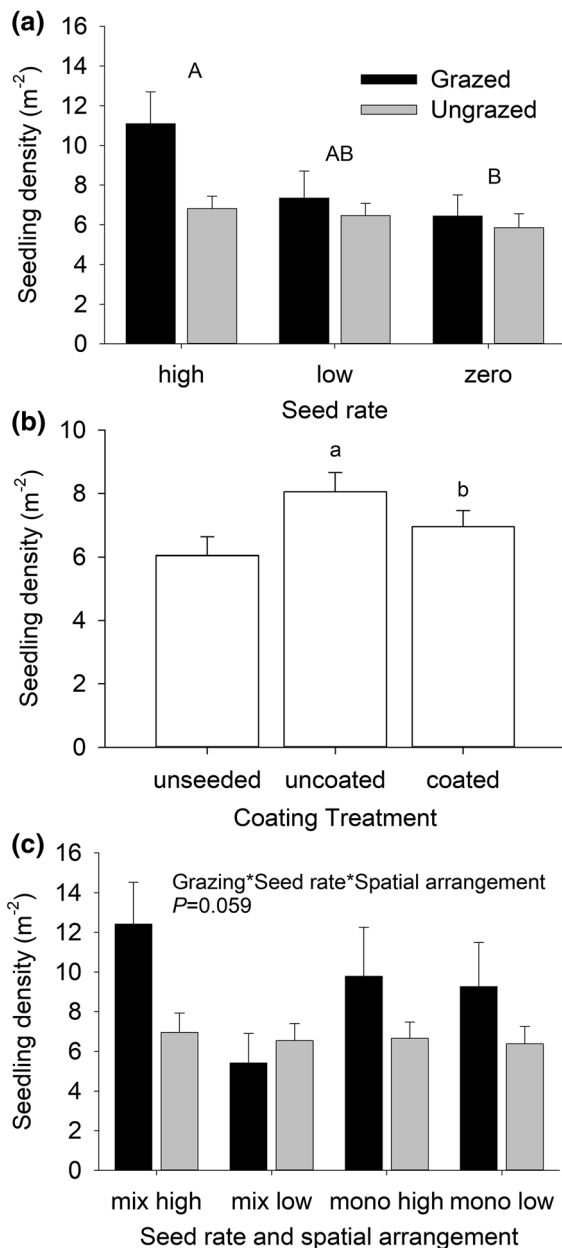 (a)
16
14
12
10
8
6
4
2
0
Seedling density (m⁻²)
A
AB
B
Grazed
Ungrazed
high low zero
Seed rate
(b)
10
8
6
4
2
0
Seedling density (m⁻²)
a
b
unseeded uncoated coated
Coating Treatment
(c)
16
14
12
10
8
6
4
2
0
Seedling density (m⁻²)
Grazing*Seed rate*Spatial arrangement
P=0.059
mix high mix low mono high mono low
Seed rate and spatial arrangement